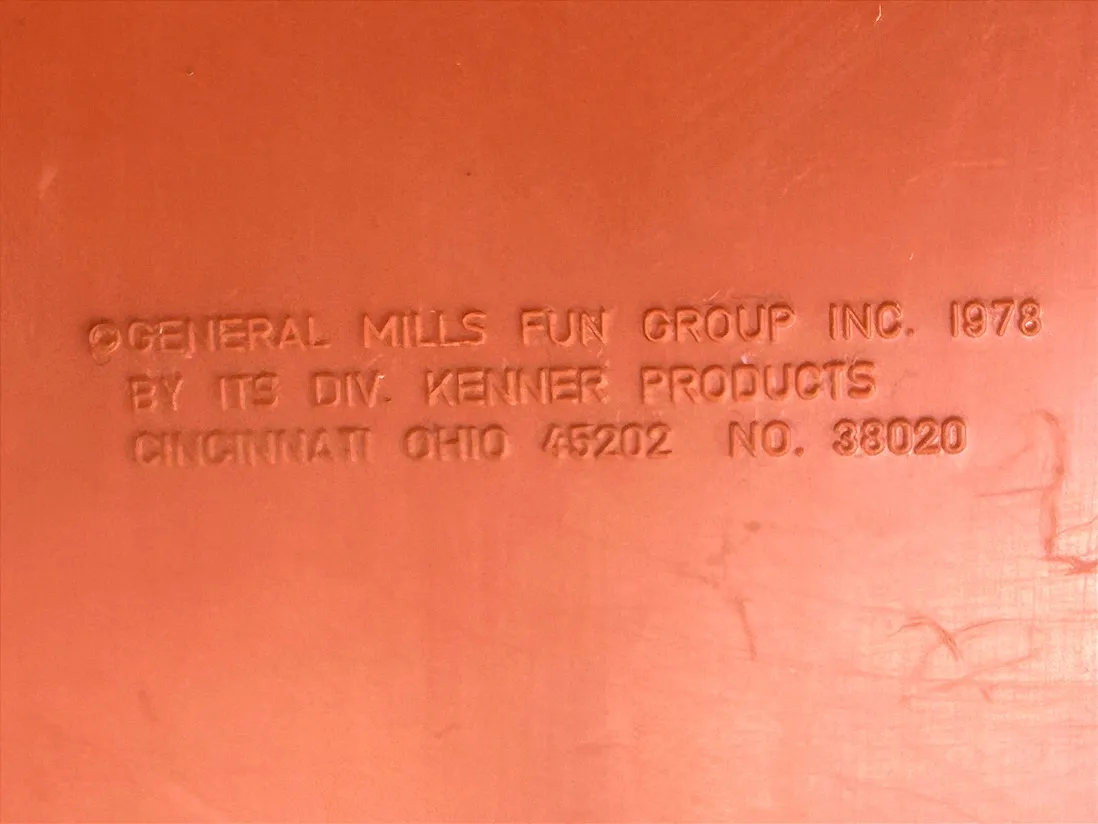 ©GENERAL MILLS FUN GROUP INC. 1978
BY ITS DIV. KENNER PRODUCTS
CINCINNATI OHIO 45202 NO. 38020